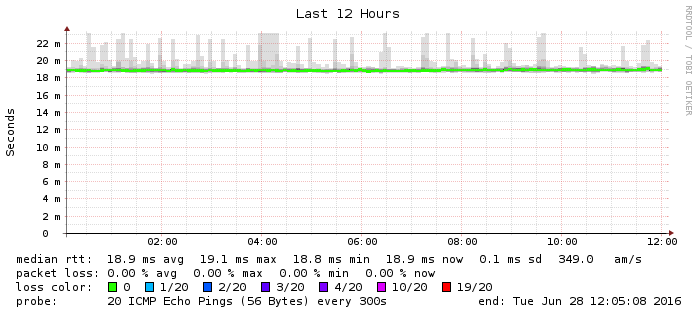 Last 12 Hours
RRDTOOL / TOBI OETIKER
Seconds
22 m
20 m
18 m
16 m
14 m
12 m
10 m
8 m
6 m
4 m
2 m
0
02:00 04:00 06:00 08:00 10:00 12:00
median rtt: 18.9 ms avg 19.1 ms max 18.8 ms min 18.9 ms now 0.1 ms sd 349.0 am/s
packet loss: 0.00 % avg 0.00 % max 0.00 % min 0.00 % now
loss color: 0 1/20 2/20 3/20 4/20 10/20 19/20
probe: 20 ICMP Echo Pings (56 Bytes) every 300s end: Tue Jun 28 12:05:08 2016